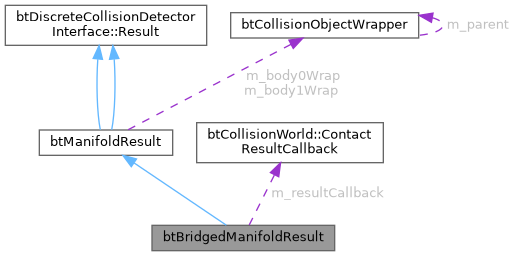 btDiscreteCollisionDetector
Interface::Result
btCollisionObjectWrapper
m_parent
m_body0Wrap
m_body1Wrap
btManifoldResult
btCollisionWorld::Contact
ResultCallback
m_resultCallback
btBridgedManifoldResult